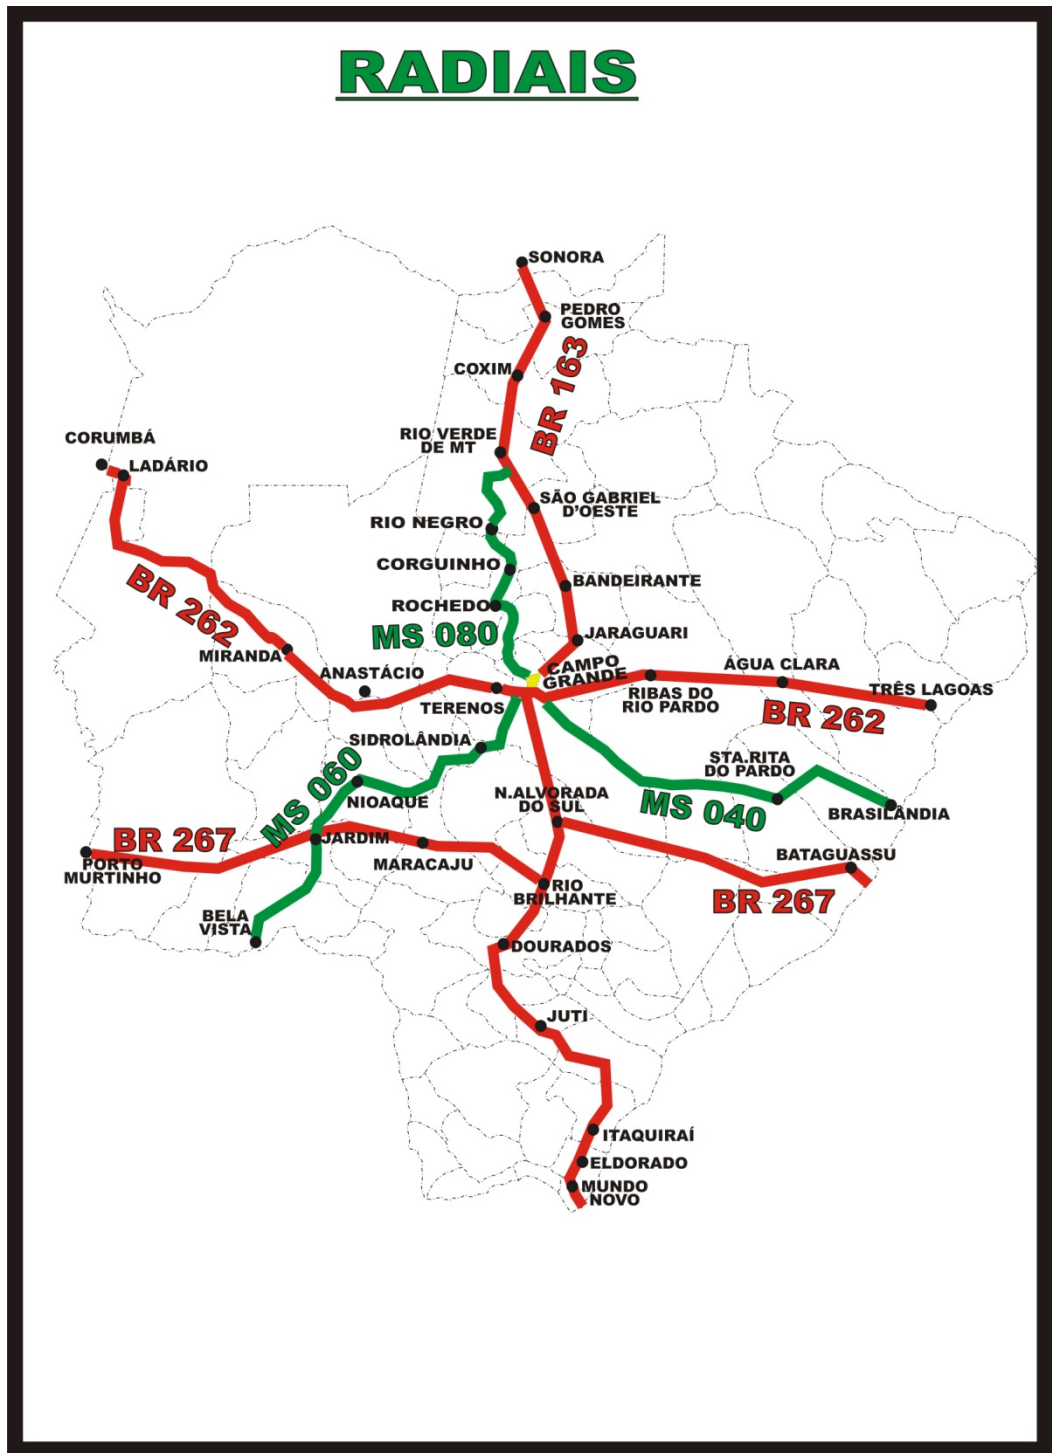 RADIAIS
SONORA
PEDRO
GOMES
BR 163
COXIM
RIO VERDE
DE MT
CORUMBÁ
LADÁRIO
SÃO GABRIEL
D'OESTE
RIO NEGRO
CORGUINHO
BANDEIRANTE
BR 262
ROCHEDO
MS 080
JARAGUARI
MIRANDA
ANASTÁCIO
CAMPO
GRANDE
ÁGUA CLARA
TERENOS
RIBAS DO
RIO PARDO
TRÊS LAGOAS
BR 262
SIDROLÂNDIA
STA.RITA
DO PARDO
MS 060
NIOAQUE
N.ALVORADA
DO SUL
MS 040
BRASILÂNDIA
BR 267
JARDIM
PORTO
MURTINHO
MARACAJU
BATAGUASSU
RIO
BRILHANTE
BR 267
BELA
VISTA
DOURADOS
JUTI
ITAQUIRAÍ
ELDORADO
MUNDO
NOVO